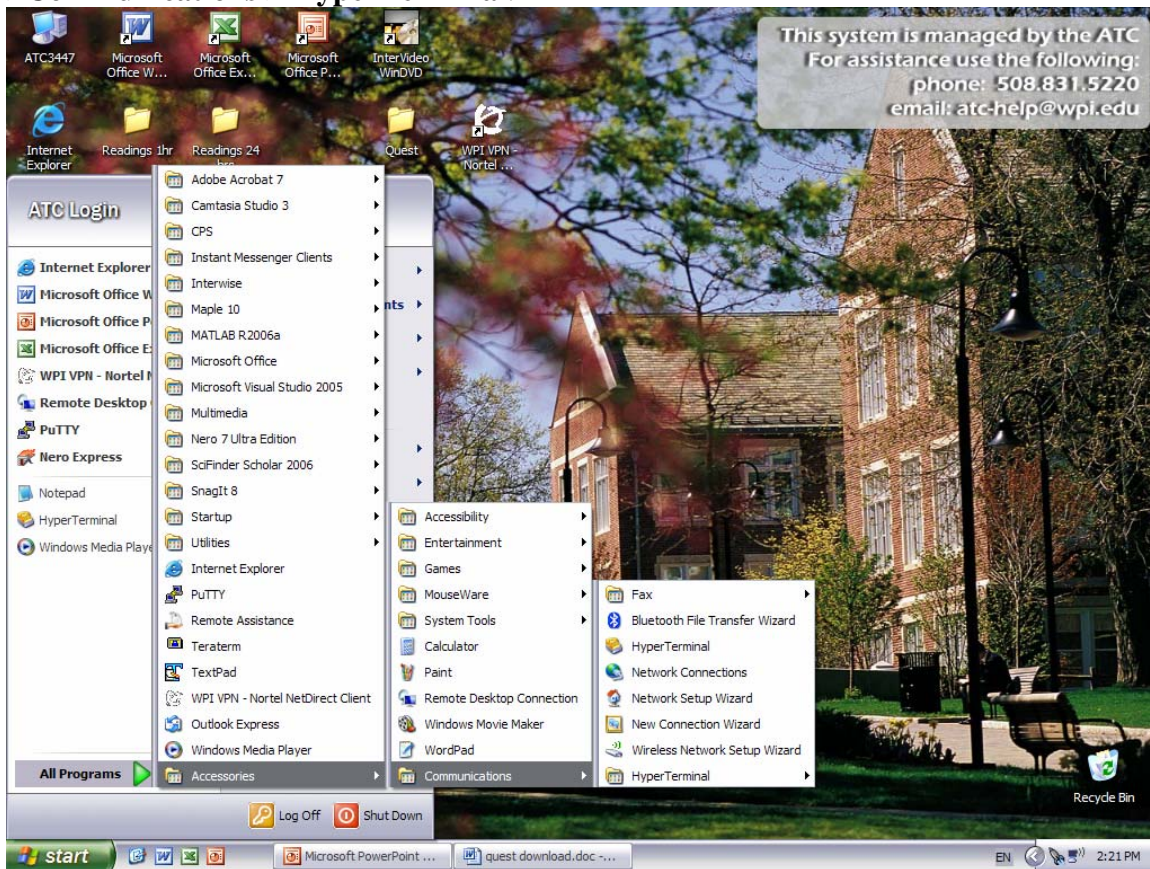 ATC3447
Microsoft Office W...
Microsoft Office Ex...
Microsoft Office P...
InterVideo WinDVD
This system is managed by the ATC
For assistance use the following:
phone: 508.831.5220
email: atc-help@wpi.edu
Internet Explorer
Readings 1hr
Readings 24
Quest
WPI VPN - Nortel ...
ATC Login
Internet Explorer
Microsoft Office W
Microsoft Office P
Microsoft Office E
WPI VPN - Nortel N
Remote Desktop
PuTTY
Nero Express
Notepad
HyperTerminal
Windows Media Playe
All Programs
Adobe Acrobat 7
Camtasia Studio 3
CPS
Instant Messenger Clients
Interwise
Maple 10
MATLAB R2006a
Microsoft Office
Microsoft Visual Studio 2005
Multimedia
Nero 7 Ultra Edition
SciFinder Scholar 2006
SnagIt 8
Startup
Utilities
Internet Explorer
PuTTY
Remote Assistance
Teraterm
TextPad
WPI VPN - Nortel NetDirect Client
Outlook Express
Windows Media Player
Accessories
nts
Accessibility
Entertainment
Games
MouseWare
System Tools
Calculator
Paint
Remote Desktop Connection
Windows Movie Maker
WordPad
Communications
Fax
Bluetooth File Transfer Wizard
HyperTerminal
Network Connections
Network Setup Wizard
New Connection Wizard
Wireless Network Setup Wizard
HyperTerminal
Recycle Bin
Log Off
Shut Down
start
Microsoft PowerPoint ...
quest download.doc -...
EN
2:21 PM